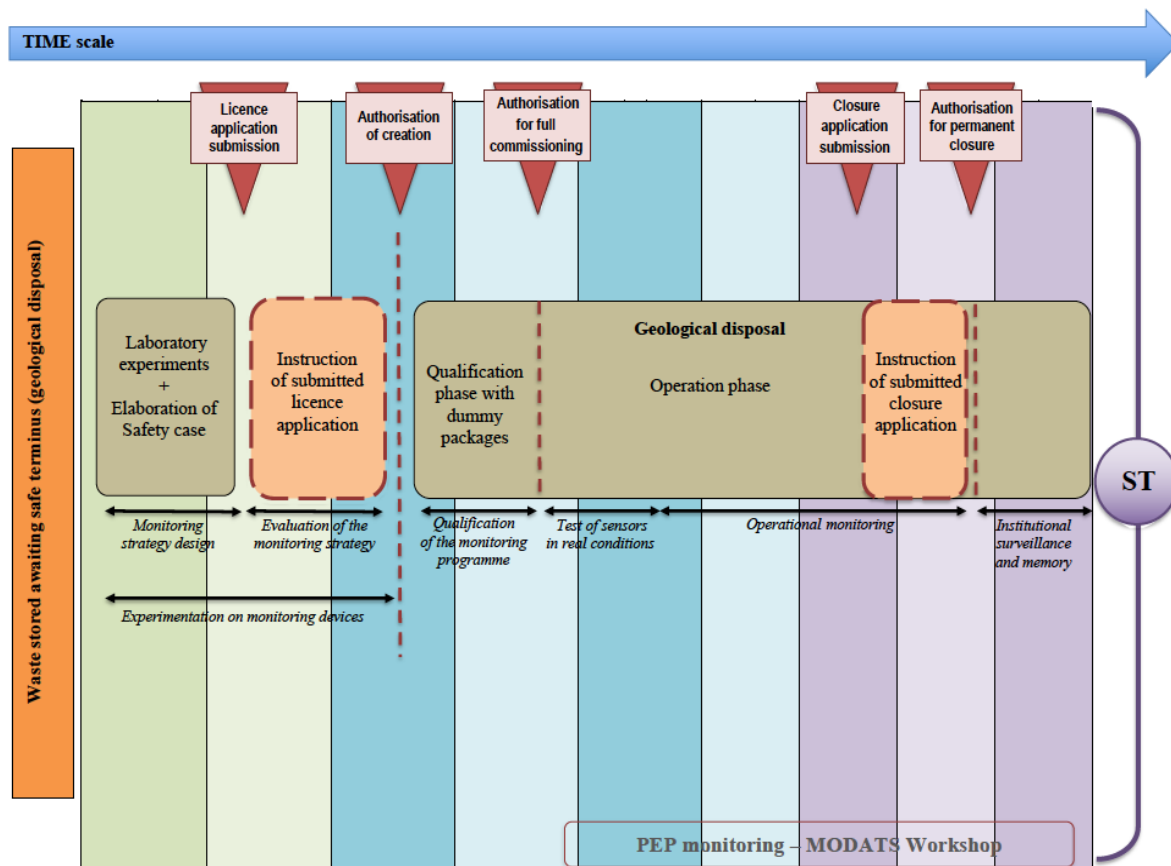 TIME scale
Licence
application
submission
Authorisation
of creation
Authorisation
for full
commissioning
Closure
application
submission
Authorisation
for permanent
closure
Waste stored awaiting safe terminus (geological disposal)
Laboratory
experiments
+
Elaboration of
Safety case
Instruction
of submitted
licence
application
Qualification
phase with
dummy
packages
Geological disposal
Operation phase
Instruction
of submitted
closure
application
ST
Monitoring
strategy design
Evaluation of the
monitoring strategy
Qualification
of the monitoring
programme
Test of sensors
in real conditions
Operational monitoring
Institutional
surveillance
and memory
Experimentation on monitoring devices
PEP monitoring – MODATS Workshop